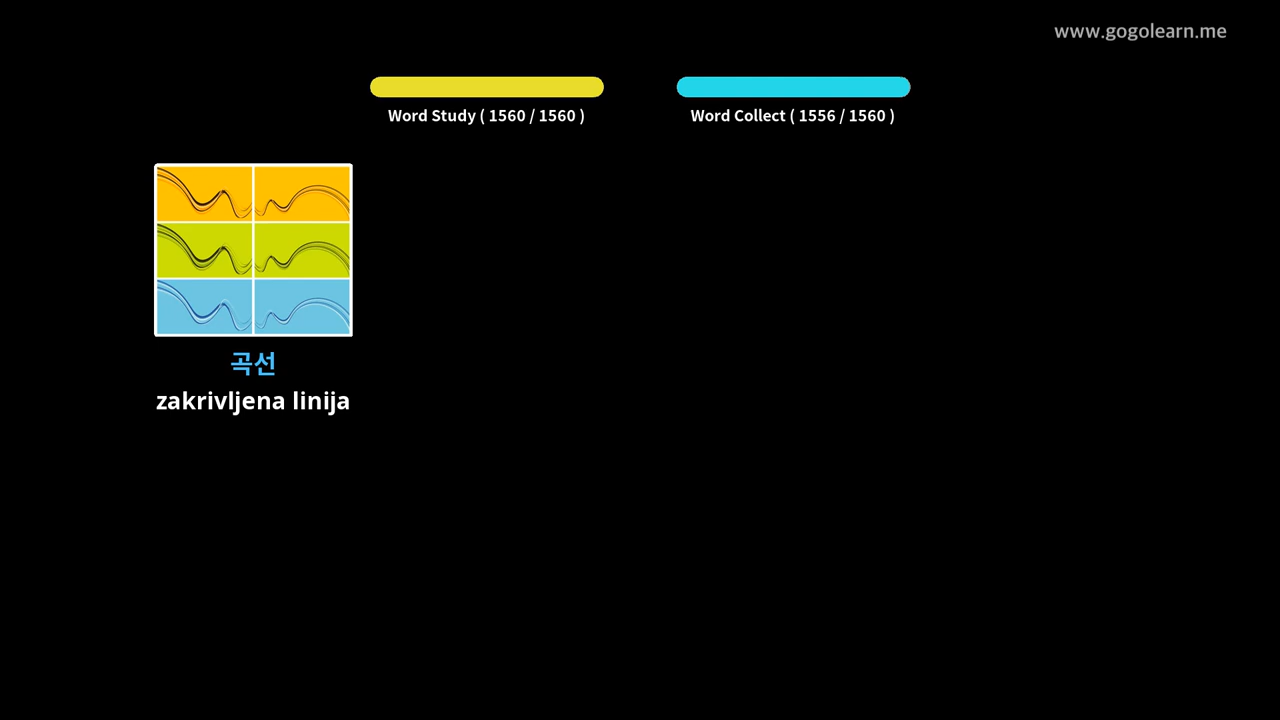 www.gogolearn.me
Word Study ( 1560 / 1560 )
Word Collect ( 1556 / 1560 )
곡선
zakrivljena linija